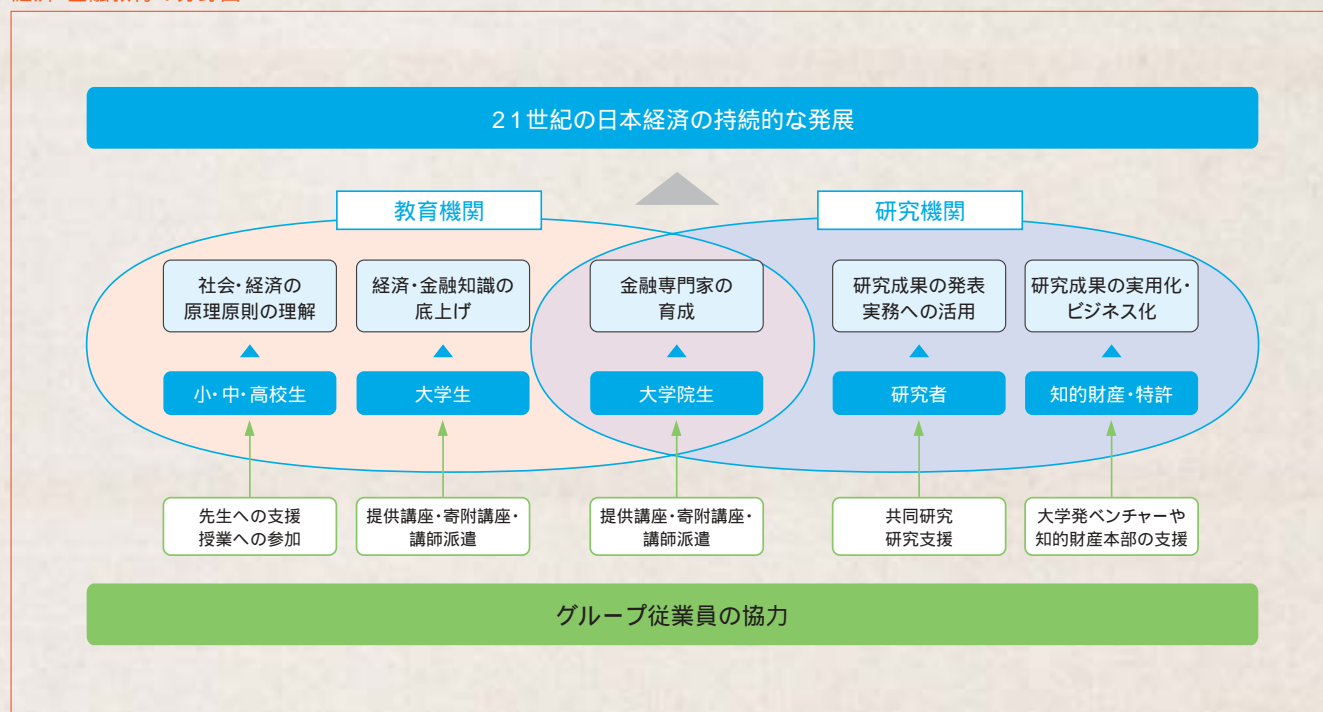 21世紀の日本経済の持続的な発展
教育機関
研究機関
社会・経済の
原理原則の理解
経済・金融知識の
底上げ
金融専門家の
育成
研究成果の発表
実務への活用
研究成果の実用化・
ビジネス化
小・中・高校生
大学生
大学院生
研究者
知的財産・特許
先生への支援
授業への参加
提供講座・寄附講座・
講師派遣
提供講座・寄附講座・
講師派遣
共同研究
研究支援
大学発ベンチャーや
知的財産本部の支援
グループ従業員の協力